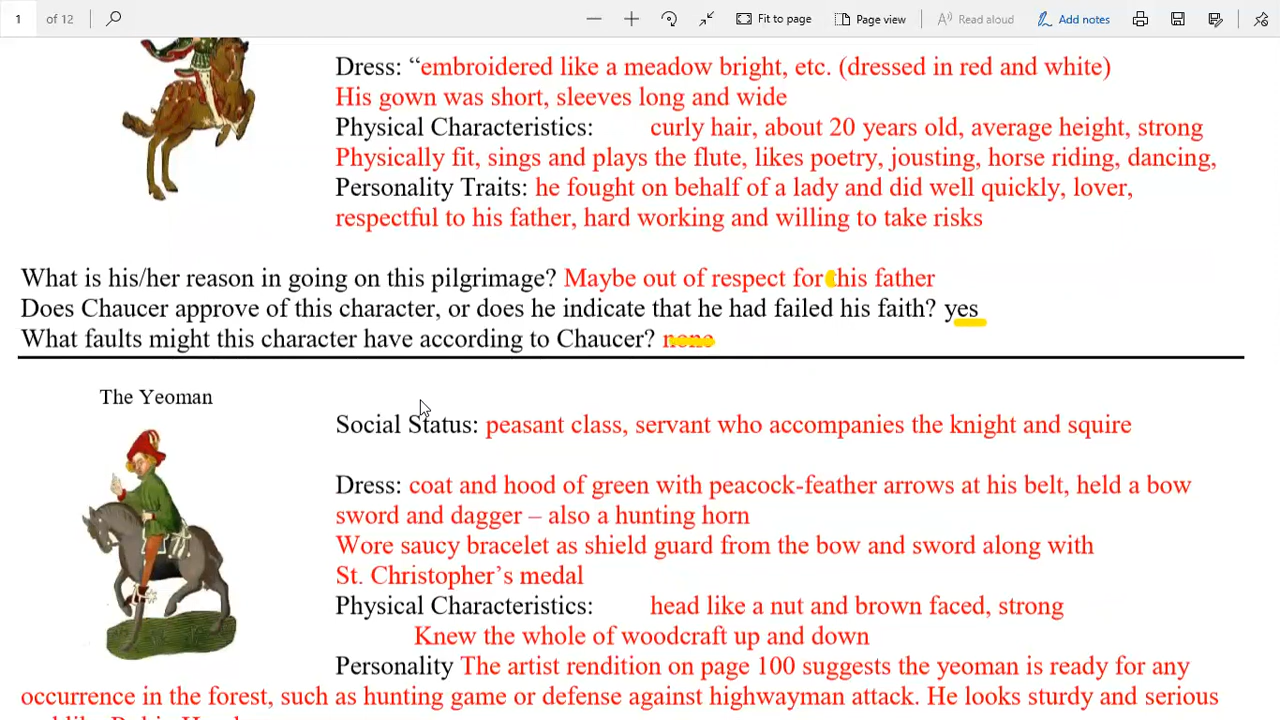 1 of 12 Fit to page Page view Read aloud Add notes
Dress: “embroidered like a meadow bright, etc. (dressed in red and white)
His gown was short, sleeves long and wide
Physical Characteristics: curly hair, about 20 years old, average height, strong
Physically fit, sings and plays the flute, likes poetry, jousting, horse riding, dancing,
Personality Traits: he fought on behalf of a lady and did well quickly, lover,
respectful to his father, hard working and willing to take risks
What is his/her reason in going on this pilgrimage? Maybe out of respect for this father
Does Chaucer approve of this character, or does he indicate that he had failed his faith? yes
What faults might this character have according to Chaucer? none
The Yeoman
Social Status: peasant class, servant who accompanies the knight and squire
Dress: coat and hood of green with peacock-feather arrows at his belt, held a bow
sword and dagger – also a hunting horn
Wore saucy bracelet as shield guard from the bow and sword along with
St. Christopher’s medal
Physical Characteristics: head like a nut and brown faced, strong
Knew the whole of woodcraft up and down
Personality The artist rendition on page 100 suggests the yeoman is ready for any
occurrence in the forest, such as hunting game or defense against highwayman attack. He looks sturdy and serious